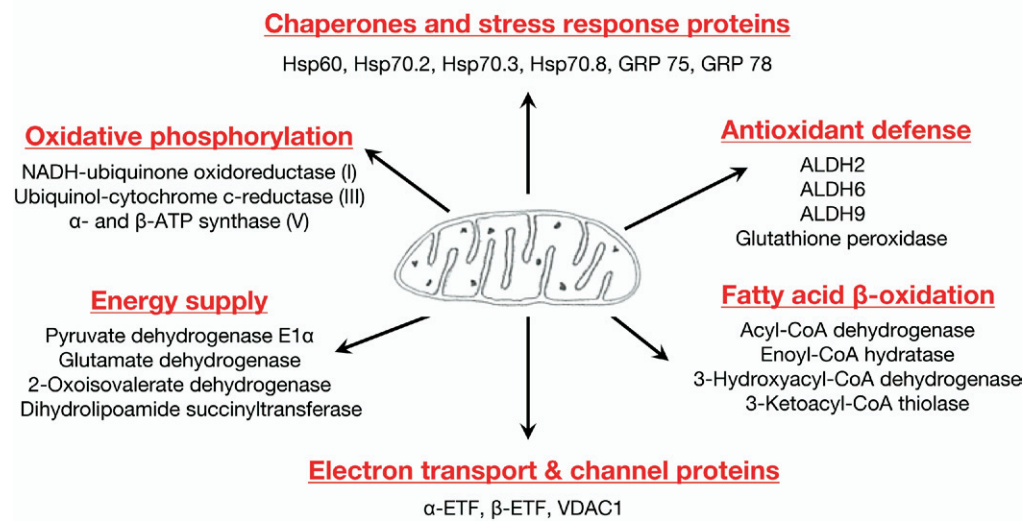 Chaperones and stress response proteins
Hsp60, Hsp70.2, Hsp70.3, Hsp70.8, GRP 75, GRP 78
Oxidative phosphorylation
NADH-ubiquinone oxidoreductase (I)
Ubiquinol-cytochrome c-reductase (III)
α- and β-ATP synthase (V)
Antioxidant defense
ALDH2
ALDH6
ALDH9
Glutathione peroxidase
Energy supply
Pyruvate dehydrogenase E1α
Glutamate dehydrogenase
2-Oxoisovalerate dehydrogenase
Dihydrolipoamide succinyltransferase
Fatty acid β-oxidation
Acyl-CoA dehydrogenase
Enoyl-CoA hydratase
3-Hydroxyacyl-CoA dehydrogenase
3-Ketoacyl-CoA thiolase
Electron transport & channel proteins
α-ETF, β-ETF, VDAC1